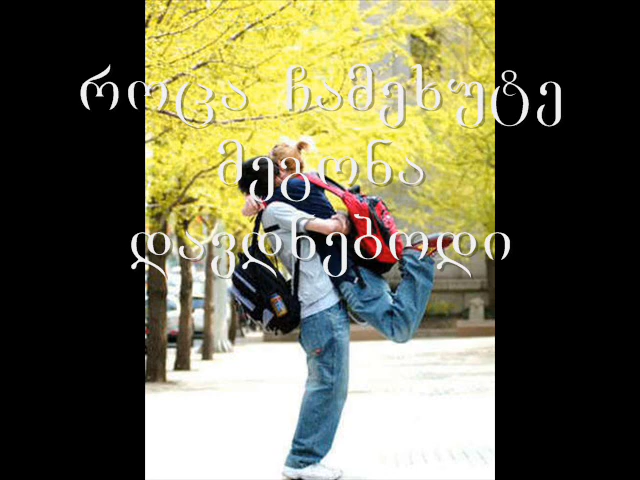 როცა ჩამეხუტე
მეგონა
დავდნებოდი